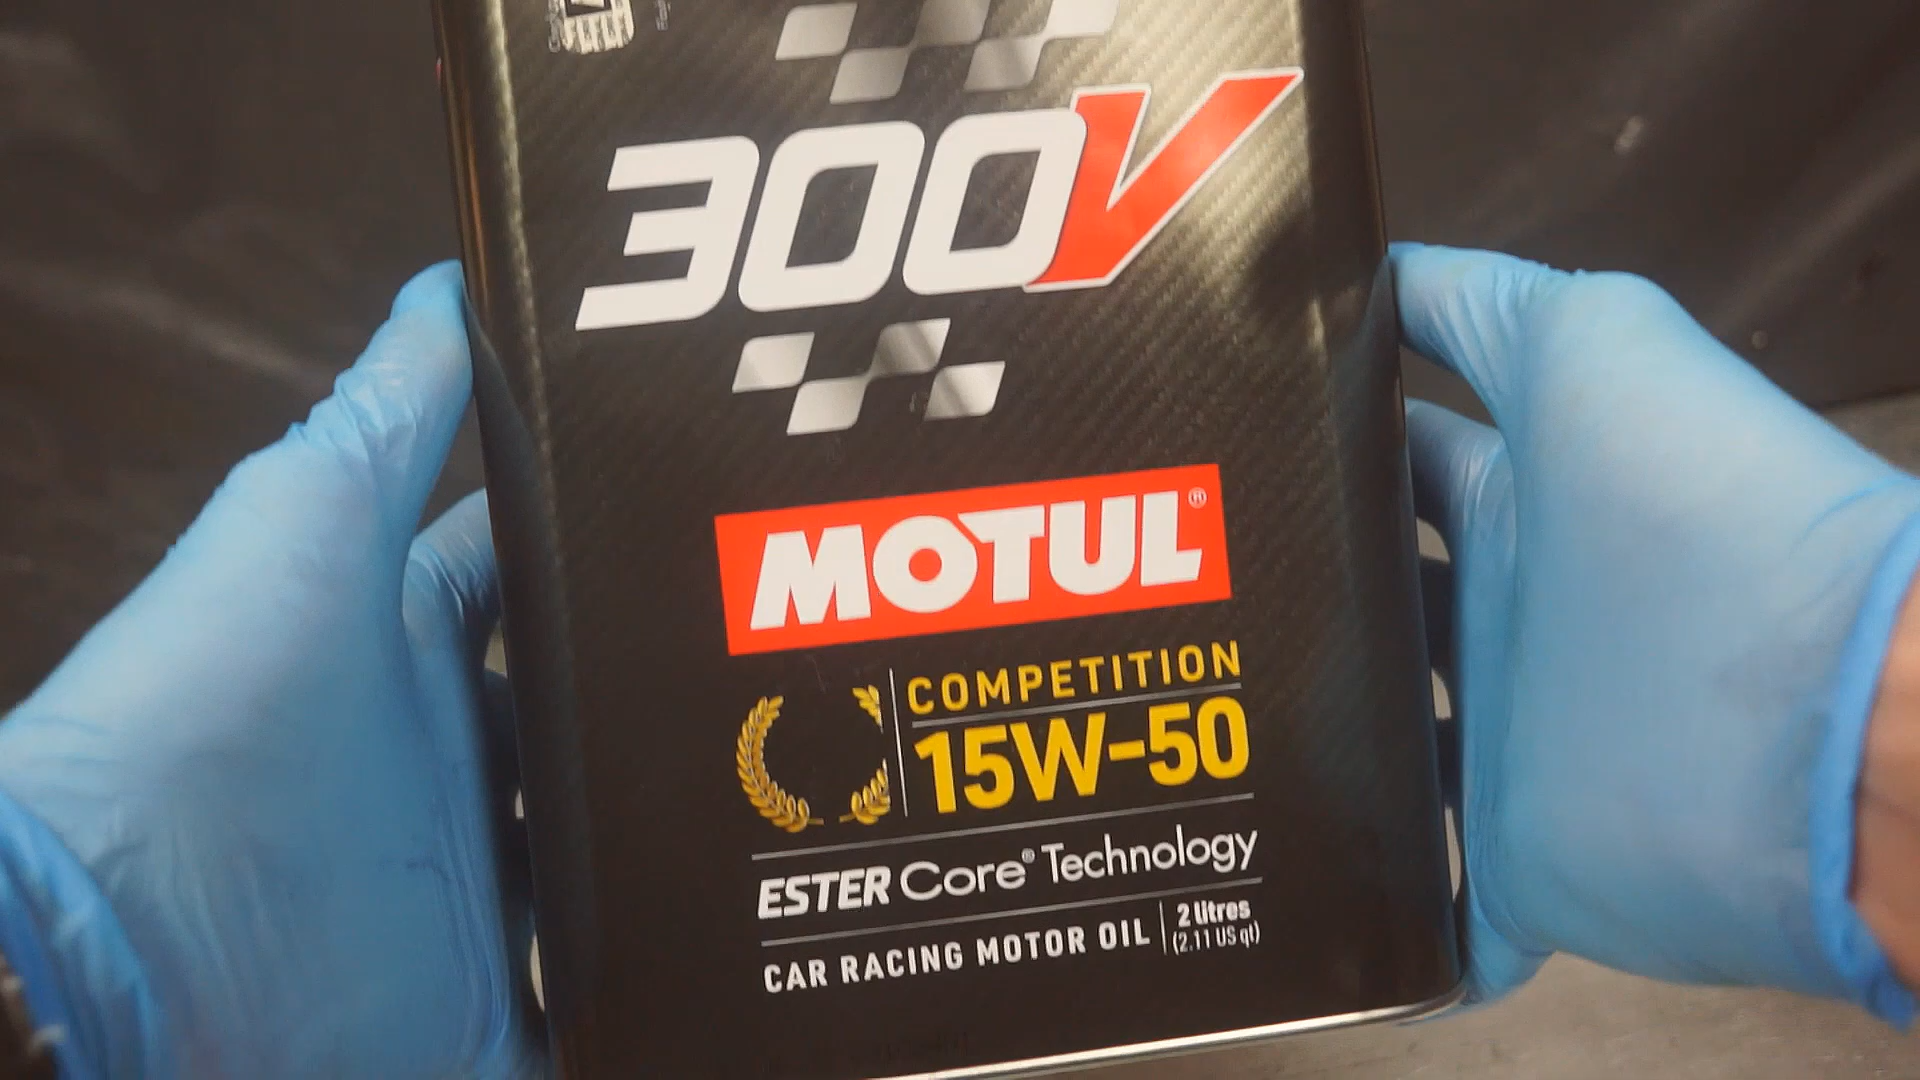 300V
MOTUL®
COMPETITION
15W-50
ESTER Core® Technology
CAR RACING MOTOR OIL
2 litres
(2.11 US qt)